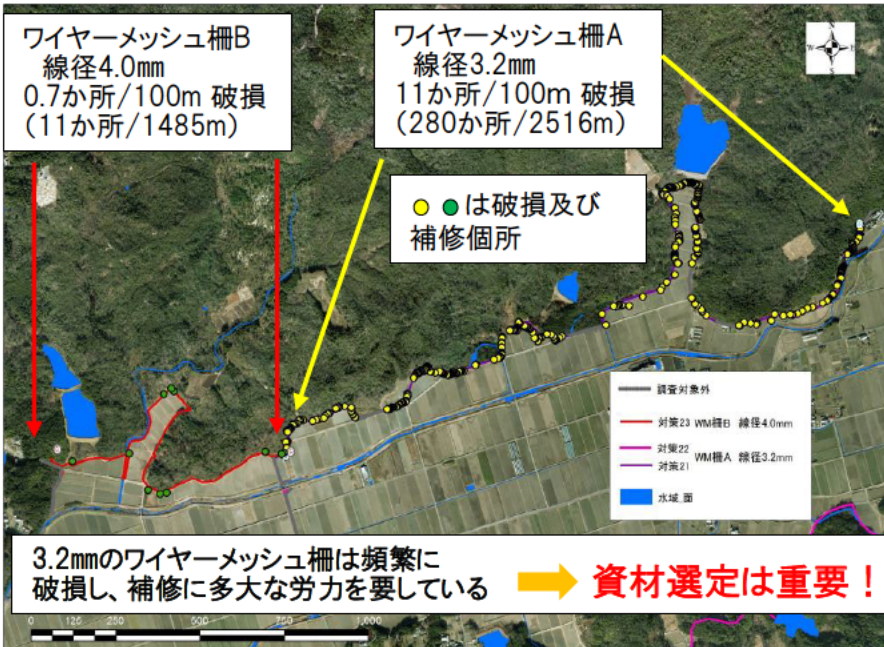 ワイヤーメッシュ柵B
線径4.0mm
0.7か所/100m 破損
(11か所/1485m)
ワイヤーメッシュ柵A
線径3.2mm
11か所/100m 破損
(280か所/2516m)
N
W E
S
は破損及び
補修個所
調査対象外
対策23 WM柵B 線径4.0mm
対策22
WM柵A 線径3.2mm
対策21
水域_面
3.2mmのワイヤーメッシュ柵は頻繁に
破損し、補修に多大な労力を要している
資材選定は重要！
0 125 250 500 750 1,000